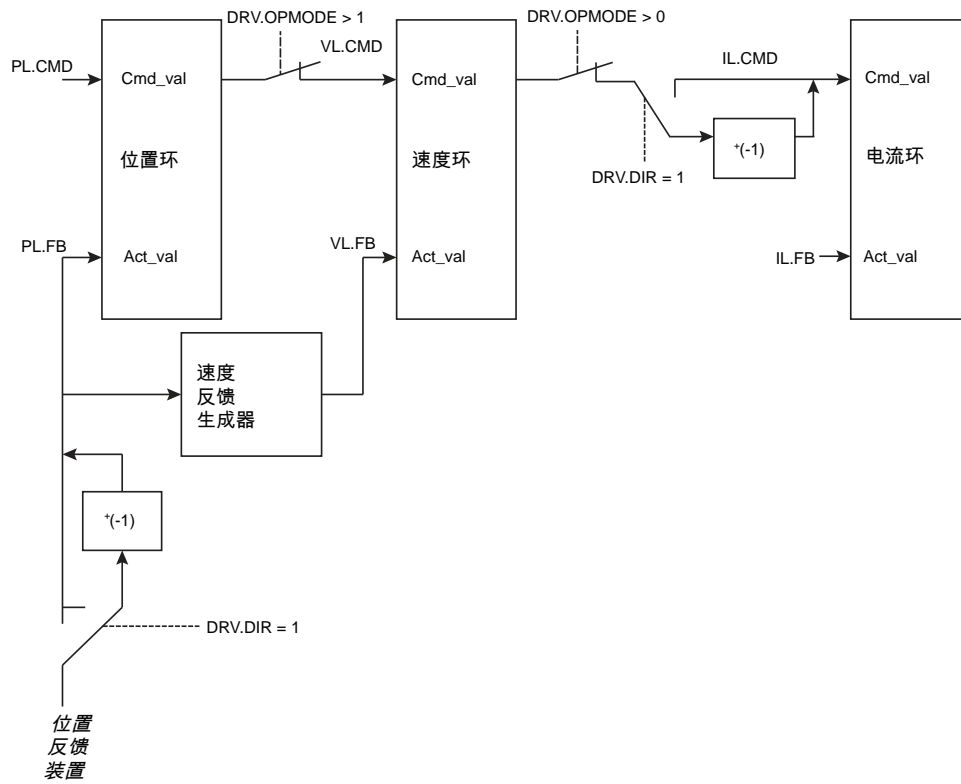 DRV.OPMODE > 1
DRV.OPMODE > 0
PL.CMD
VL.CMD
IL.CMD
Cmd_val
Cmd_val
Cmd_val
位置环
速度环
电流环
+(-1)
DRV.DIR = 1
PL.FB
Act_val
VL.FB
Act_val
IL.FB
Act_val
速度
反馈
生成器
+(-1)
DRV.DIR = 1
位置
反馈
装置